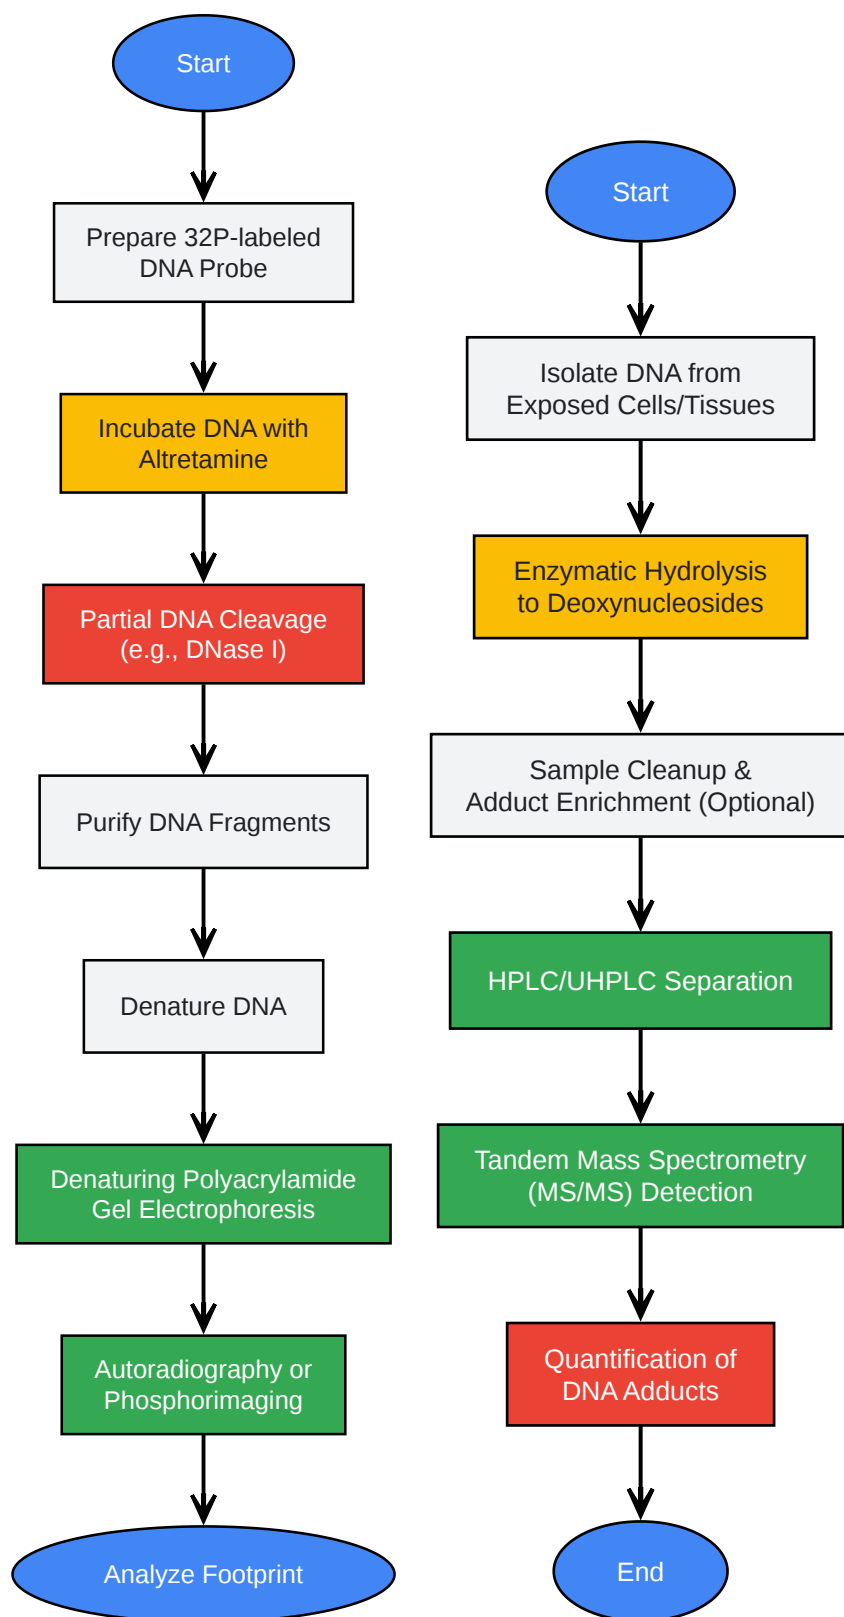 Start
Prepare 32P-labeled
DNA Probe
Incubate DNA with
Altretamine
Partial DNA Cleavage
(e.g., DNase I)
Purify DNA Fragments
Denature DNA
Denaturing Polyacrylamide
Gel Electrophoresis
Autoradiography or
Phosphorimaging
Analyze Footprint
Start
Isolate DNA from
Exposed Cells/Tissues
Enzymatic Hydrolysis
to Deoxynucleosides
Sample Cleanup &
Adduct Enrichment (Optional)
HPLC/UHPLC Separation
Tandem Mass Spectrometry
(MS/MS) Detection
Quantification of
DNA Adducts
End